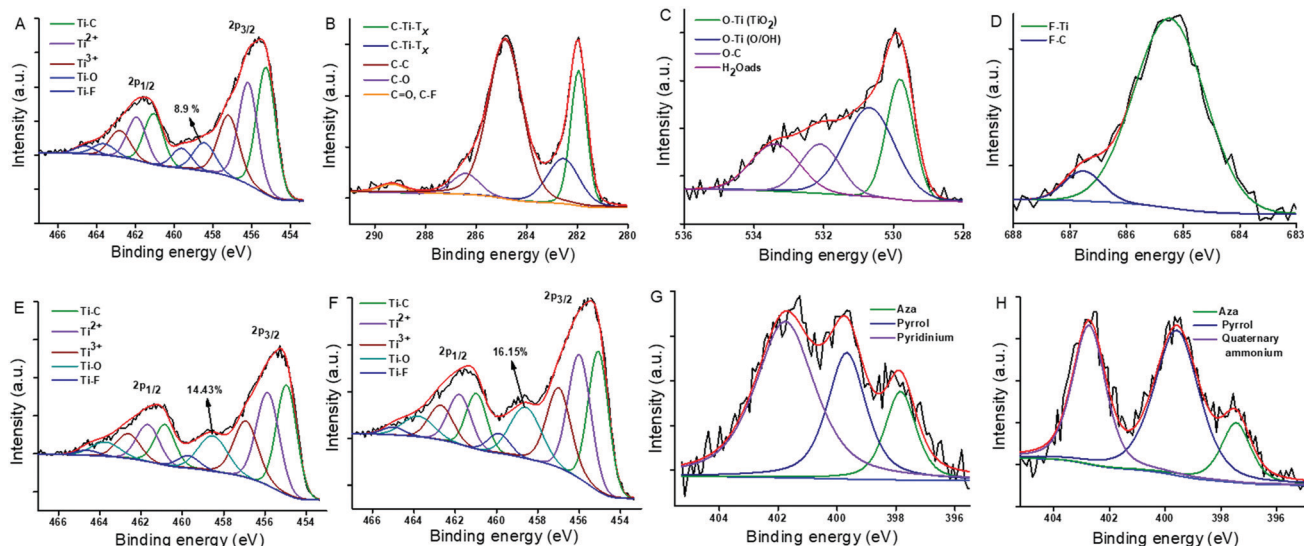 A
Ti-C
Ti2+
Ti3+
Ti-O
Ti-F
2p1/2
8.9 %
2p3/2
Intensity (a.u.)
466 464 462 460 458 456 454
Binding energy (eV)
B
C-Ti-Tx
C-Ti-Tx
C-C
C-O
C=O, C-F
Intensity (a.u.)
290 288 286 284 282 280
Binding energy (eV)
C
O-Ti (TiO2)
O-Ti (O/OH)
O-C
H2Oads
Intensity (a.u.)
536 534 532 530 528
Binding energy (eV)
D
F-Ti
F-C
Intensity (a.u.)
688 687 686 685 684 683
Binding energy (eV)
E
Ti-C
Ti2+
Ti3+
Ti-O
Ti-F
2p1/2
14.43%
2p3/2
Intensity (a.u.)
466 464 462 460 458 456 454
Binding energy (eV)
F
Ti-C
Ti2+
Ti3+
Ti-O
Ti-F
2p1/2
16.15%
2p3/2
Intensity (a.u.)
466 464 462 460 458 456 454
Binding energy (eV)
G
Aza
Pyrrol
Pyridinium
Intensity (a.u.)
404 402 400 398 396
Binding energy (eV)
H
Aza
Pyrrol
Quaternary
ammonium
Intensity (a.u.)
404 402 400 398 396
Binding energy (eV)